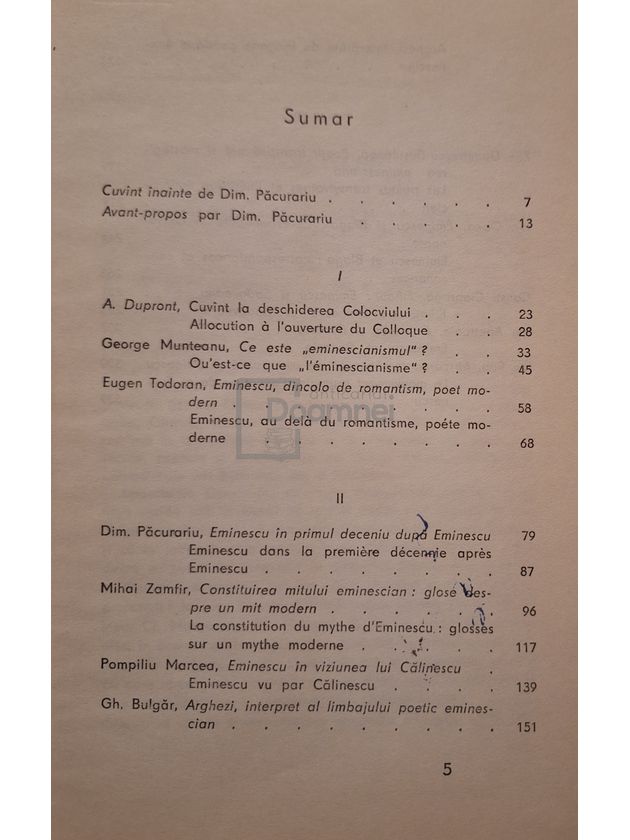 Sumar
Cuvînt înainte de Dim. Păcurariu . . . . . . 7
Avant-propos par Dim. Păcurariu . . . . . 13
I
A. Dupront, Cuvînt la deschiderea Colocviului . . . 23
Allocution à l'ouverture du Colloque . . 28
George Munteanu, Ce este „eminescianismul" ? . . 33
Ou'est-ce que „l'éminescianisme" ? . . 45
Eugen Todoran, Eminescu, dincolo de romantism, poet mo-
dern . . . . . . . . . 58
Eminescu, au delà du romantisme, poéte mo-
derne . . . . . . . . 68
anticariat
Doamnei
II
Dim. Păcurariu, Eminescu în primul deceniu după Eminescu 79
Eminescu dans la première décennie après
Eminescu . . . . . . . . 87
Mihai Zamfir, Constituirea mitului eminescian : glose des-
pre un mit modern . . . . . . 96
La constitution du mythe d'Eminescu : glosses
sur un mythe moderne . . . . . 117
Pompiliu Marcea, Eminescu în viziunea lui Călinescu .
Eminescu vu par Călinescu . . . . 139
Gh. Bulgăr, Arghezi, interpret al limbajului poetic emines-
cian . . . . . . . . . 151
5